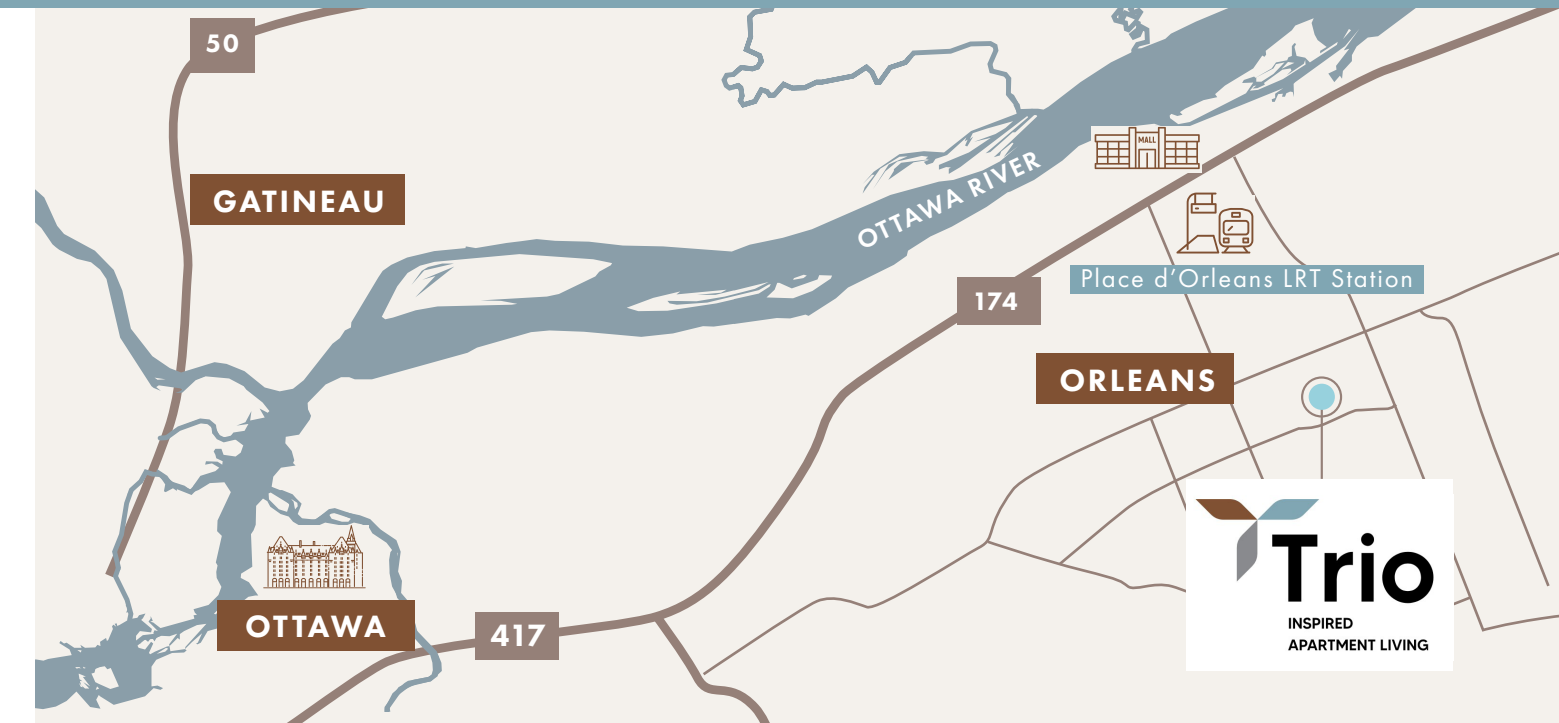 50
GATINEAU
MALL
OTTAWA RIVER
Place d’Orleans LRT Station
174
ORLEANS
Trio
INSPIRED
APARTMENT LIVING
OTTAWA
417